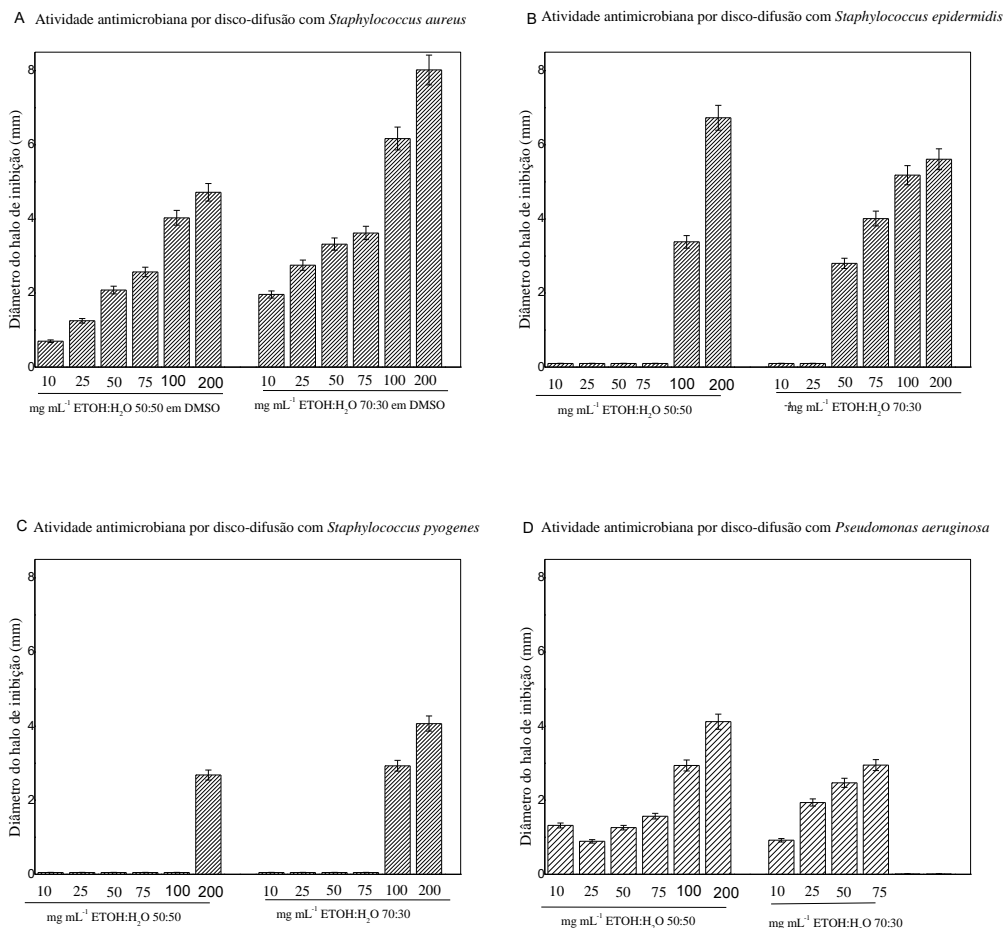 A Atividade antimicrobiana por disco-difusão com Staphylococcus aureus
Diâmetro do halo de inibição (mm)
8
6
4
2
0
10 25 50 75 100 200 10 25 50 75 100 200
mg mL⁻¹ ETOH:H₂O 50:50 em DMSO mg mL⁻¹ ETOH:H₂O 70:30 em DMSO
B Atividade antimicrobiana por disco-difusão com Staphylococcus epidermidis
Diâmetro do halo de inibição (mm)
8
6
4
2
0
10 25 50 75 100 200 10 25 50 75 100 200
mg mL⁻¹ ETOH:H₂O 50:50 mg mL⁻¹ ETOH:H₂O 70:30
C Atividade antimicrobiana por disco-difusão com Staphylococcus pyogenes
Diâmetro do halo de inibição (mm)
8
6
4
2
0
10 25 50 75 100 200 10 25 50 75 100 200
mg mL⁻¹ ETOH:H₂O 50:50 mg mL⁻¹ ETOH:H₂O 70:30
D Atividade antimicrobiana por disco-difusão com Pseudomonas aeruginosa
Diâmetro do halo de inibição (mm)
8
6
4
2
0
10 25 50 75 100 200 10 25 50 75
mg mL⁻¹ ETOH:H₂O 50:50 mg mL⁻¹ ETOH:H₂O 70:30